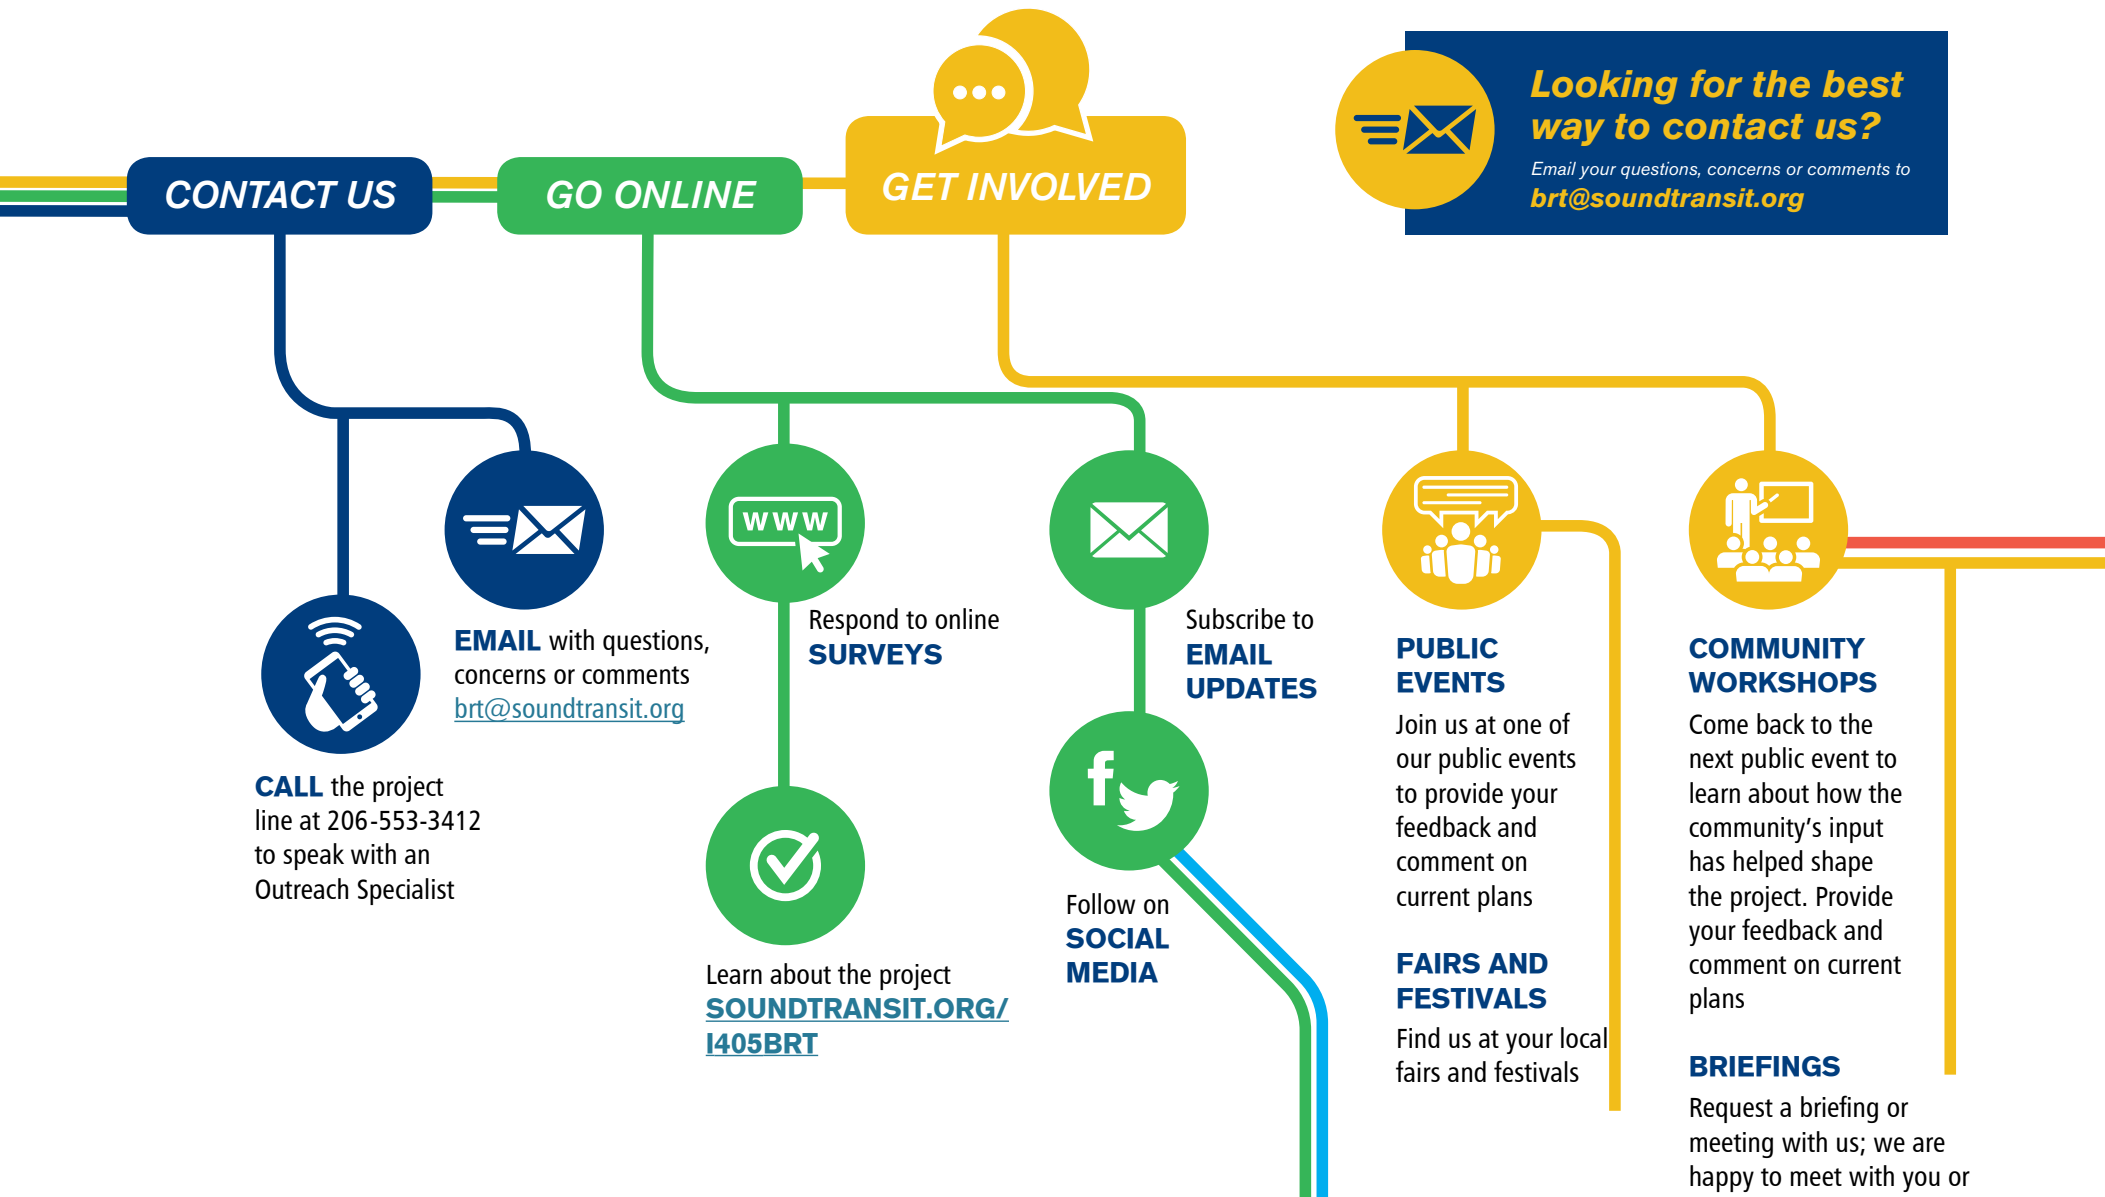 CONTACT US
GO ONLINE
GET INVOLVED
Looking for the best
way to contact us?
Email your questions, concerns or comments to
brt@soundtransit.org
CALL the project
line at 206-553-3412
to speak with an
Outreach Specialist
EMAIL with questions,
concerns or comments
brt@soundtransit.org
www
Respond to online
SURVEYS
Learn about the project
SOUNDTRANSIT.ORG/
I405BRT
Subscribe to
EMAIL
UPDATES
f
Follow on
SOCIAL
MEDIA
PUBLIC
EVENTS
Join us at one of
our public events
to provide your
feedback and
comment on
current plans
FAIRS AND
FESTIVALS
Find us at your local
fairs and festivals
COMMUNITY
WORKSHOPS
Come back to the
next public event to
learn about how the
community’s input
has helped shape
the project. Provide
your feedback and
comment on current
plans
BRIEFINGS
Request a briefing or
meeting with us; we are
happy to meet with you or